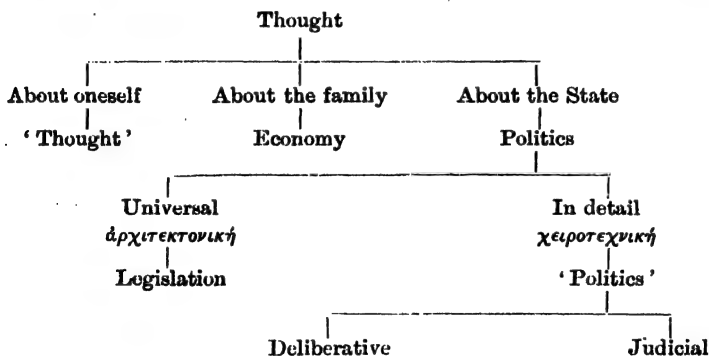 Thought
About oneself About the family About the State
‘Thought’ Economy Politics
Universal In detail
ἀρχιτεκτονική χειροτεχνική
Legislation ‘Politics’
Deliberative Judicial